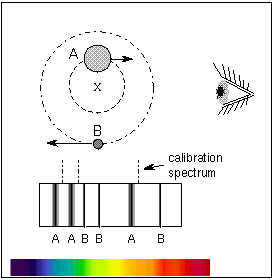 A
x
B
calibration
spectrum
A A B B A B